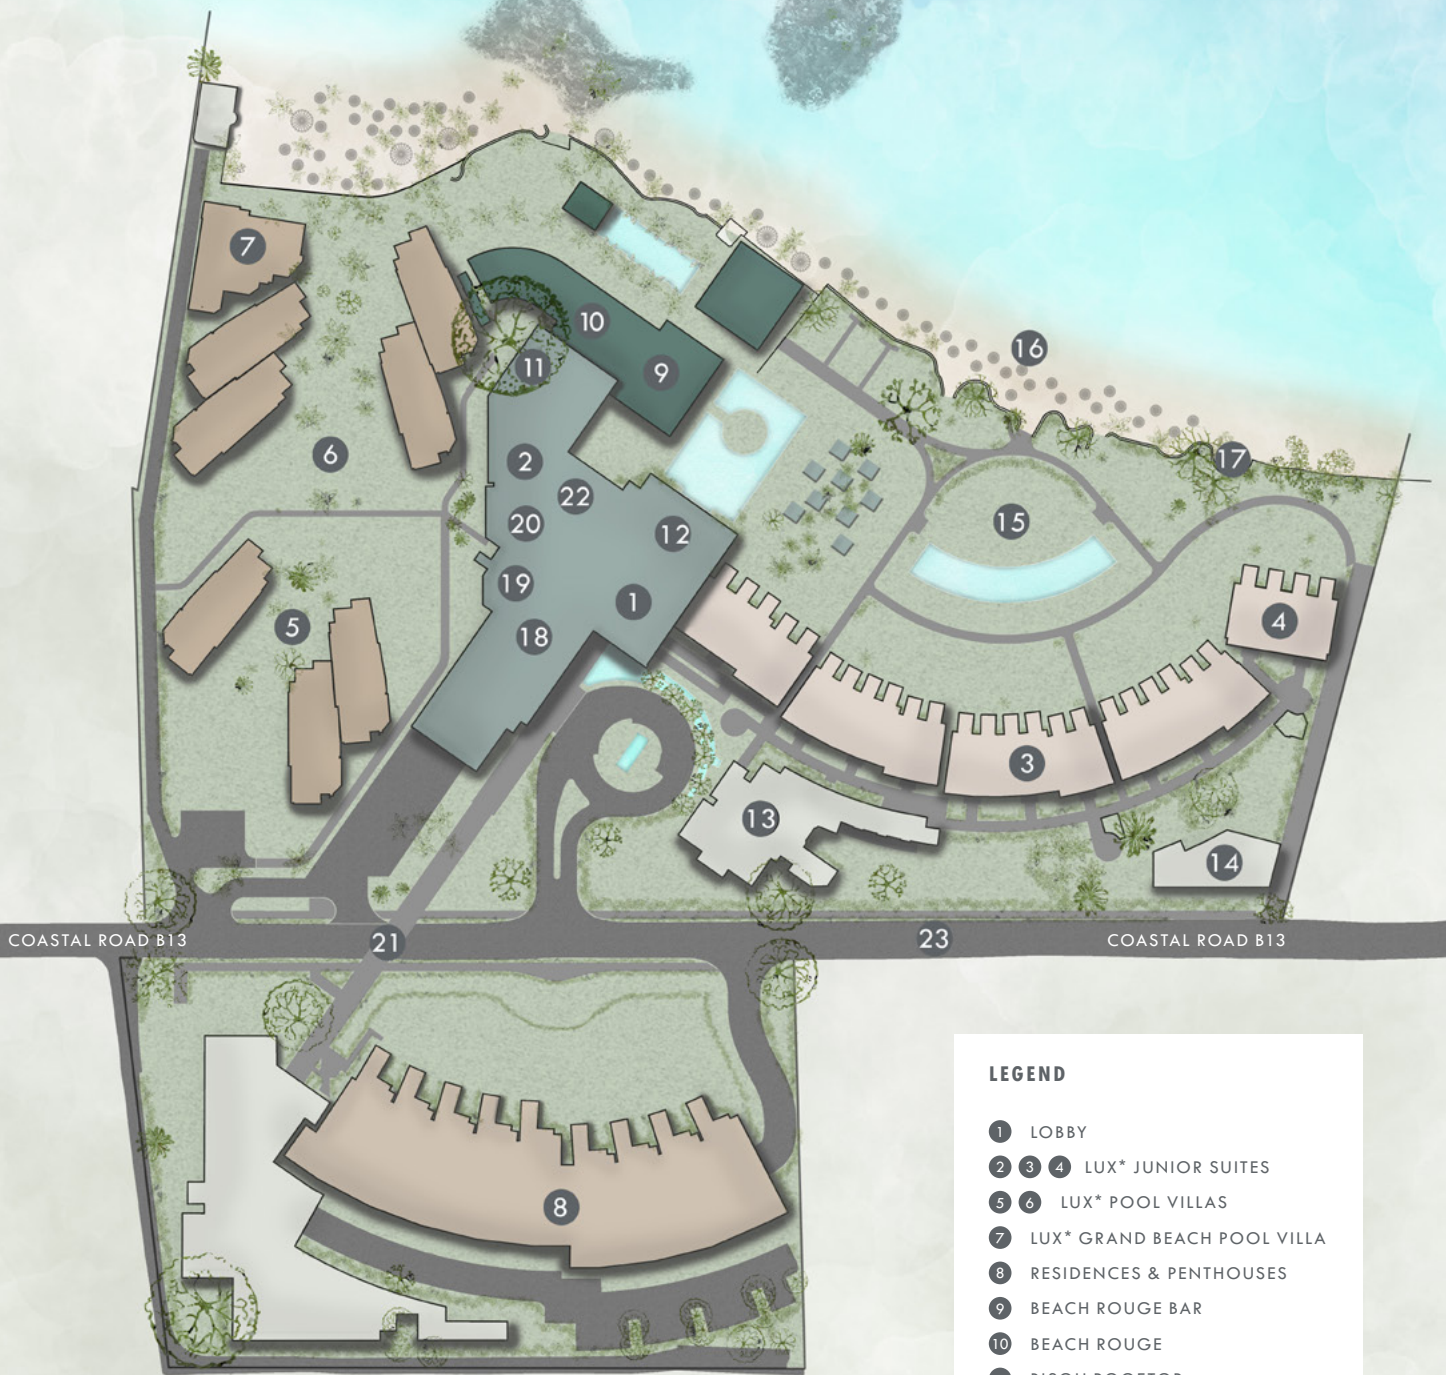 7
10
11
9
16
6
2
22
20
12
17
15
19
1
5
18
4
3
13
14
COASTAL ROAD B13
21
23
COASTAL ROAD B13
8
LEGEND
1 LOBBY
2 3 4 LUX* JUNIOR SUITES
5 6 LUX* POOL VILLAS
7 LUX* GRAND BEACH POOL VILLA
8 RESIDENCES & PENTHOUSES
9 BEACH ROUGE BAR
10 BEACH ROUGE